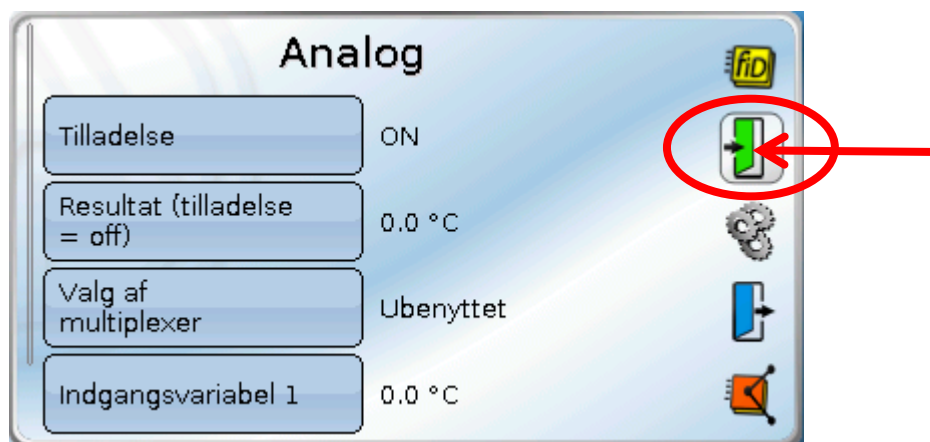 Analog
fiD
Tilladelse
ON
Resultat (tilladelse
= off)
0.0 °C
Valg af
multiplexer
Ubenyttet
Indgangsvariabel 1
0.0 °C